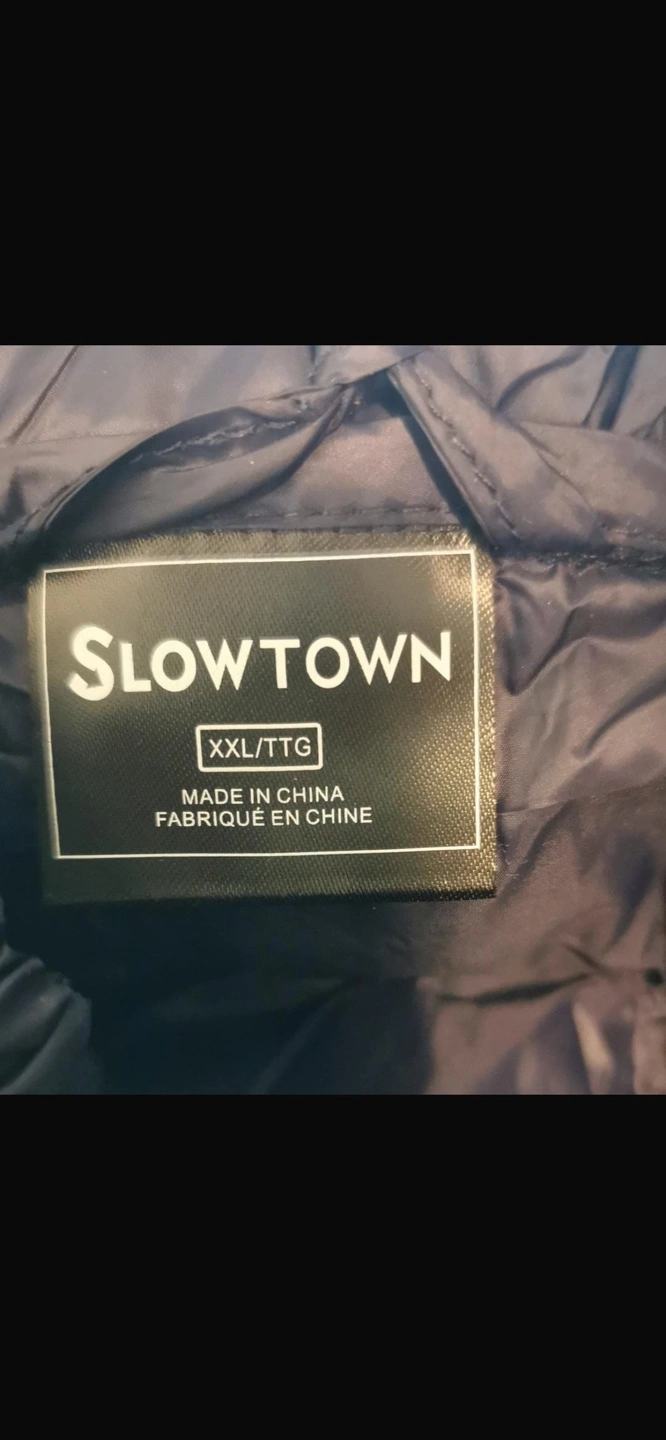 SLOWTOWN
XXL/TTG
MADE IN CHINA
FABRIQUÉ EN CHINE